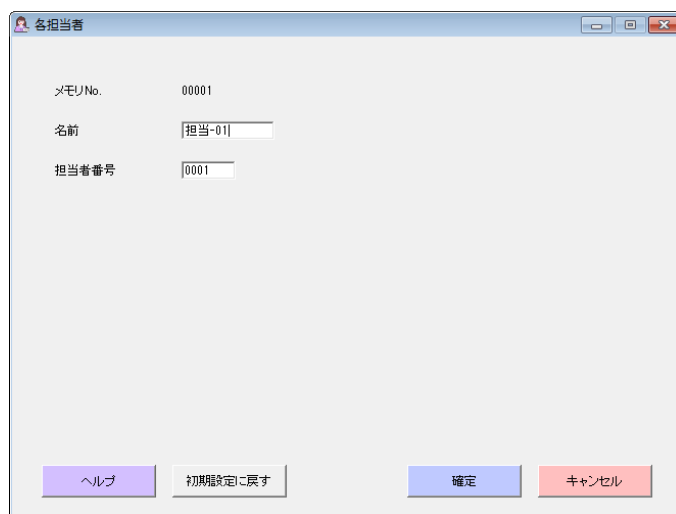 各担当者
メモリNo. 00001
名前 担当-01
担当者番号 0001
ヘルプ 初期設定に戻す 確定 キャンセル